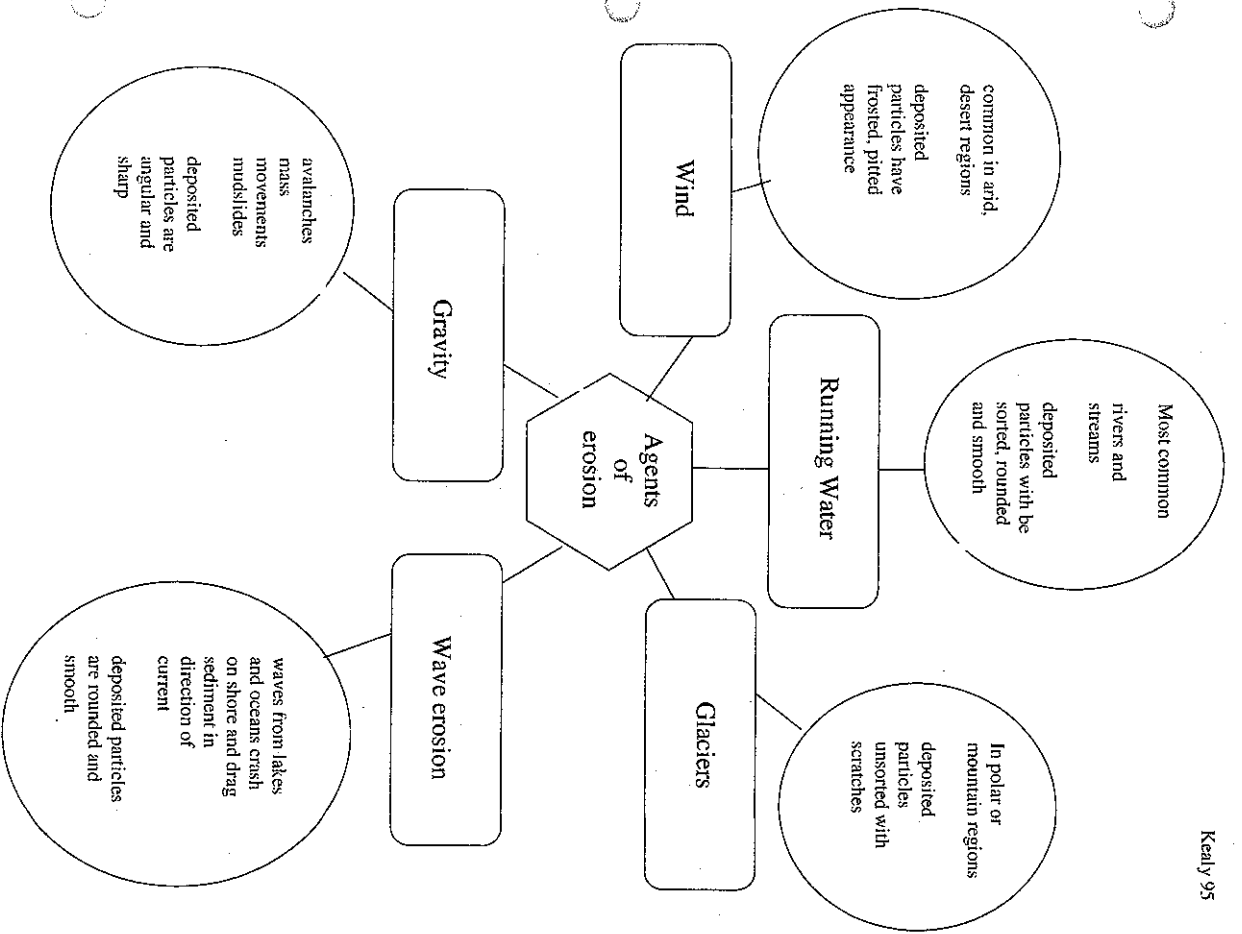 Kealy 95
Most common
rivers and
streams
deposited
particles with be
sorted, rounded
and smooth
common in arid,
desert regions
deposited
particles have
frosted, pitted
appearance
In polar or
mountain regions
deposited
particles
unsorted with
scratches
Running Water
Wind
Glaciers
Agents
of
erosion
Gravity
Wave erosion
avalanches
mass
movements
mudslides
deposited
particles are
angular and
sharp
waves from lakes
and oceans crash
on shore and drag
sediment in
direction of
current
deposited particles
are rounded and
smooth